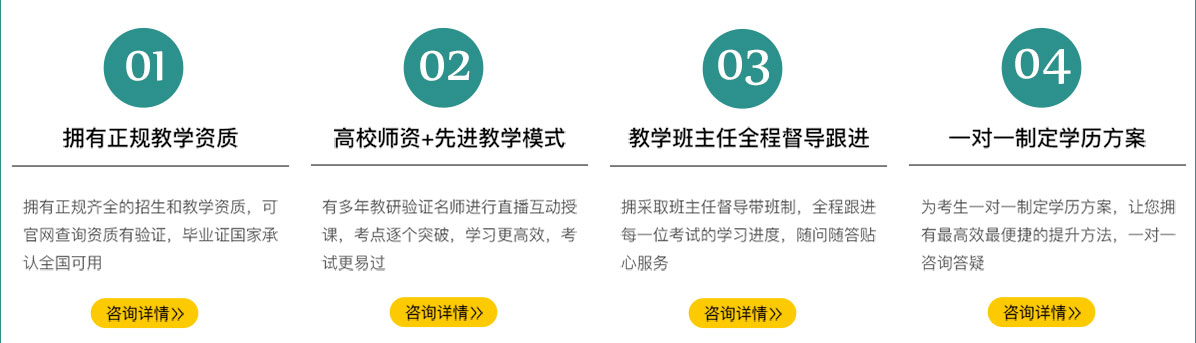 01
拥有正规教学资质
拥有正规齐全的招生和教学资质，可
官网查询资质有验证，毕业证国家承
认全国可用
咨询详情
02
高校师资+先进教学模式
有多年教研验证名师进行直播互动授
课，考点逐个突破，学习更高效，考
试更易过
咨询详情
03
教学班主任全程督导跟进
拥采取班主任督导带班制，全程跟进
每一位考试的学习进度，随问随答贴
心服务
咨询详情
04
一对一制定学历方案
为考生一对一制定学历方案，让您拥
有最高效最便捷的提升方法，一对一
咨询答疑
咨询详情